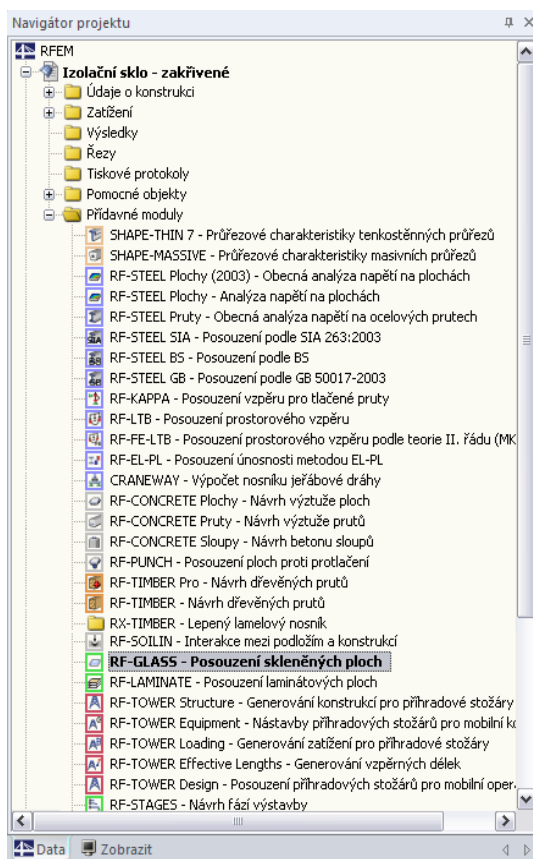 Navigátor projektu
RFEM
Izolační sklo - zakřivené
Údaje o konstrukci
Zatížení
Výsledky
Řezy
Tiskové protokoly
Pomocné objekty
Přídavné moduly
SHAPE-THIN 7 - Průřezové charakteristiky tenkostěnných průřezů
SHAPE-MASSIVE - Průřezové charakteristiky masivních průřezů
RF-STEEL Plochy (2003) - Obecná analýza napětí na plochách
RF-STEEL Plochy - Analýza napětí na plochách
RF-STEEL Pruty - Obecná analýza napětí na ocelových prutech
RF-STEEL SIA - Posouzení podle SIA 263:2003
RF-STEEL BS - Posouzení podle BS
RF-STEEL GB - Posouzení podle GB 50017-2003
RF-KAPPA - Posouzení vzpěru pro tlačené pruty
RF-LTB - Posouzení prostorového vzpěru
RF-FE-LTB - Posouzení prostorového vzpěru podle teorie II. řádu (MK
RF-EL-PL - Posouzení únosnosti metodou EL-PL
CRANEWAY - Výpočet nosníku jeřábové dráhy
RF-CONCRETE Plochy - Návrh výztuže ploch
RF-CONCRETE Pruty - Návrh výztuže prutů
RF-CONCRETE Sloupy - Návrh betonu sloupů
RF-PUNCH - Posouzení ploch proti protlačení
RF-TIMBER Pro - Návrh dřevěných prutů
RF-TIMBER - Návrh dřevěných prutů
RX-TIMBER - Lepený lamelový nosník
RF-SOILIN - Interakce mezi podložím a konstrukcí
RF-GLASS - Posouzení skleněných ploch
RF-LAMINATE - Posouzení laminátových ploch
RF-TOWER Structure - Generování konstrukcí pro příhradové stožáry
RF-TOWER Equipment - Nástavby příhradových stožárů pro mobilní ko
RF-TOWER Loading - Generování zatížení pro příhradové stožáry
RF-TOWER Effective Lengths - Generování vzpěrných délek
RF-TOWER Design - Posouzení příhradových stožárů pro mobilní oper
RF-STAGES - Návrh fází výstavby
Data Zobrazit